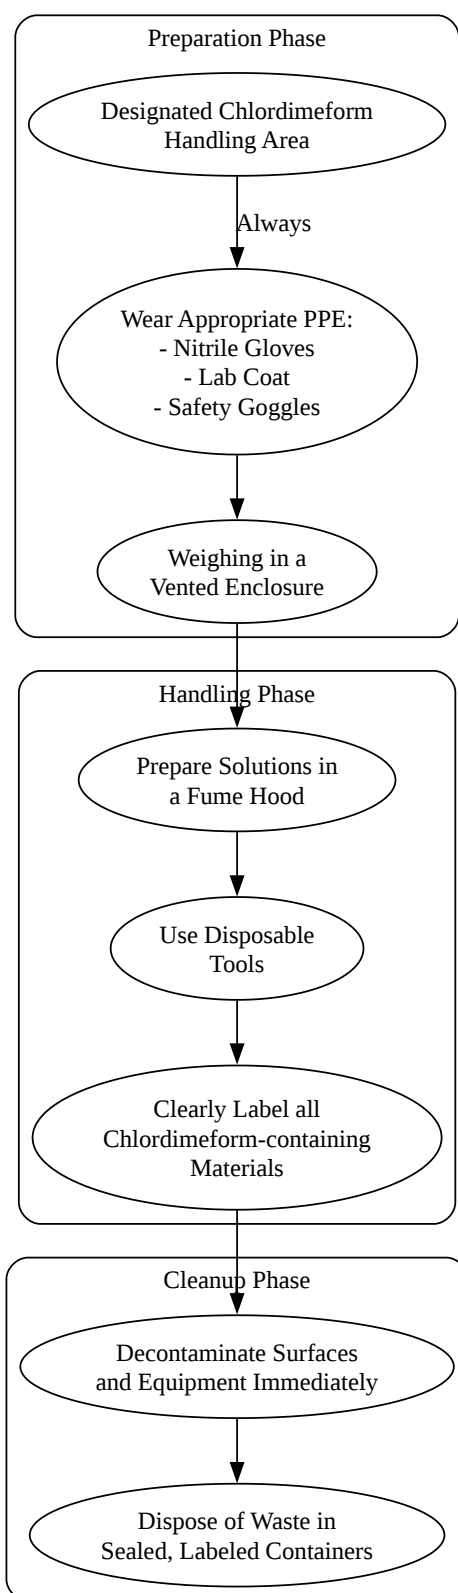 Preparation Phase
Designated Chlordimeform
Handling Area
Always
Wear Appropriate PPE:
- Nitrile Gloves
- Lab Coat
- Safety Goggles
Weighing in a
Vented Enclosure
Handling Phase
Prepare Solutions in
a Fume Hood
Use Disposable
Tools
Clearly Label all
Chlordimeform-containing
Materials
Cleanup Phase
Decontaminate Surfaces
and Equipment Immediately
Dispose of Waste in
Sealed, Labeled Containers